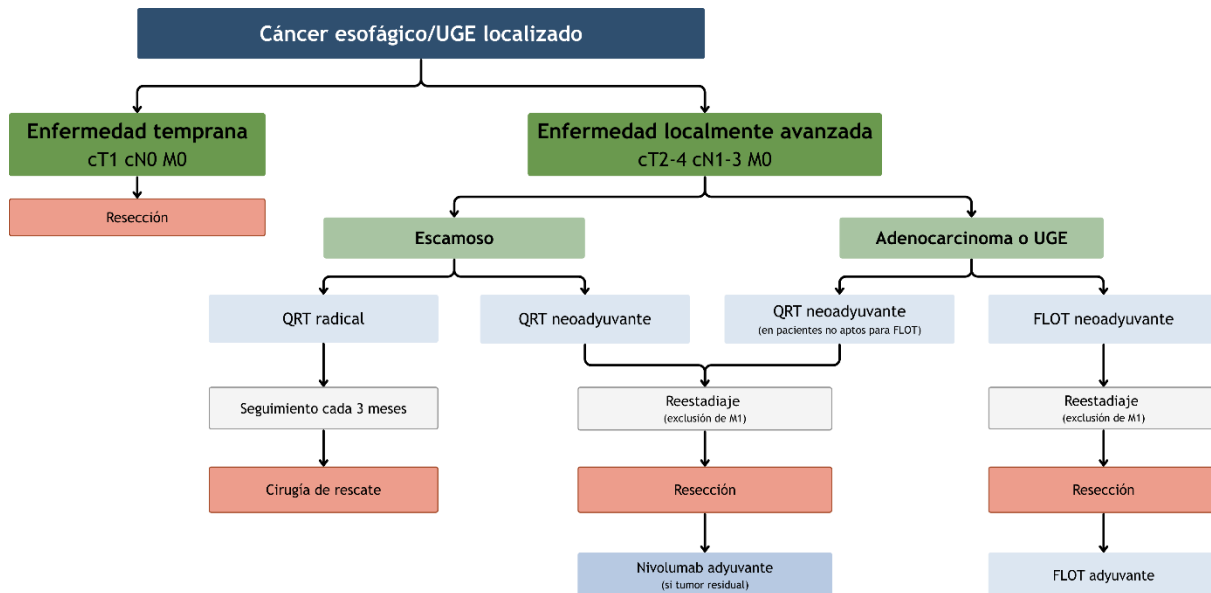 Cáncer esofágico/UGE localizado
Enfermedad temprana
cT1 cN0 M0
Enfermedad localmente avanzada
cT2-4 cN1-3 M0
Resección
Escamoso
Adenocarcinoma o UGE
QRT radical
QRT neoadyuvante
QRT neoadyuvante
(en pacientes no aptos para FLOT)
FLOT neoadyuvante
Seguimiento cada 3 meses
Reestadiaje
(exclusión de M1)
Reestadiaje
(exclusión de M1)
Cirugía de rescate
Resección
Resección
Nivolumab adyuvante
(si tumor residual)
FLOT adyuvante